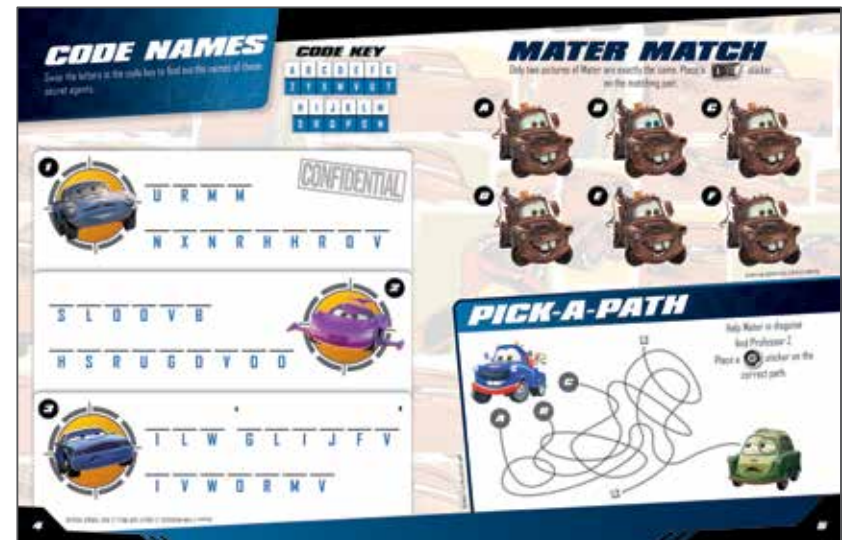 CODE NAMES
Swap the letters in the code key to find out the names of these
secret agents.
CODE KEY
A B C D E F G
Z Y X W V U T
H I J K L M
S R Q P O N
1
CONFIDENTIAL
U R M M
N X N R H H R O V
2
S L O O V B
H S R U G D V O O
3
I L W G L I J F V
I V W O R M V
4
MATER MATCH
Only two pictures of Mater are exactly the same. Place a sticker
on the matching pair.
A B C
D E F
PICK-A-PATH
Help Mater in disguise
find Professor Z.
Place a sticker on the
correct path.
C
B
A